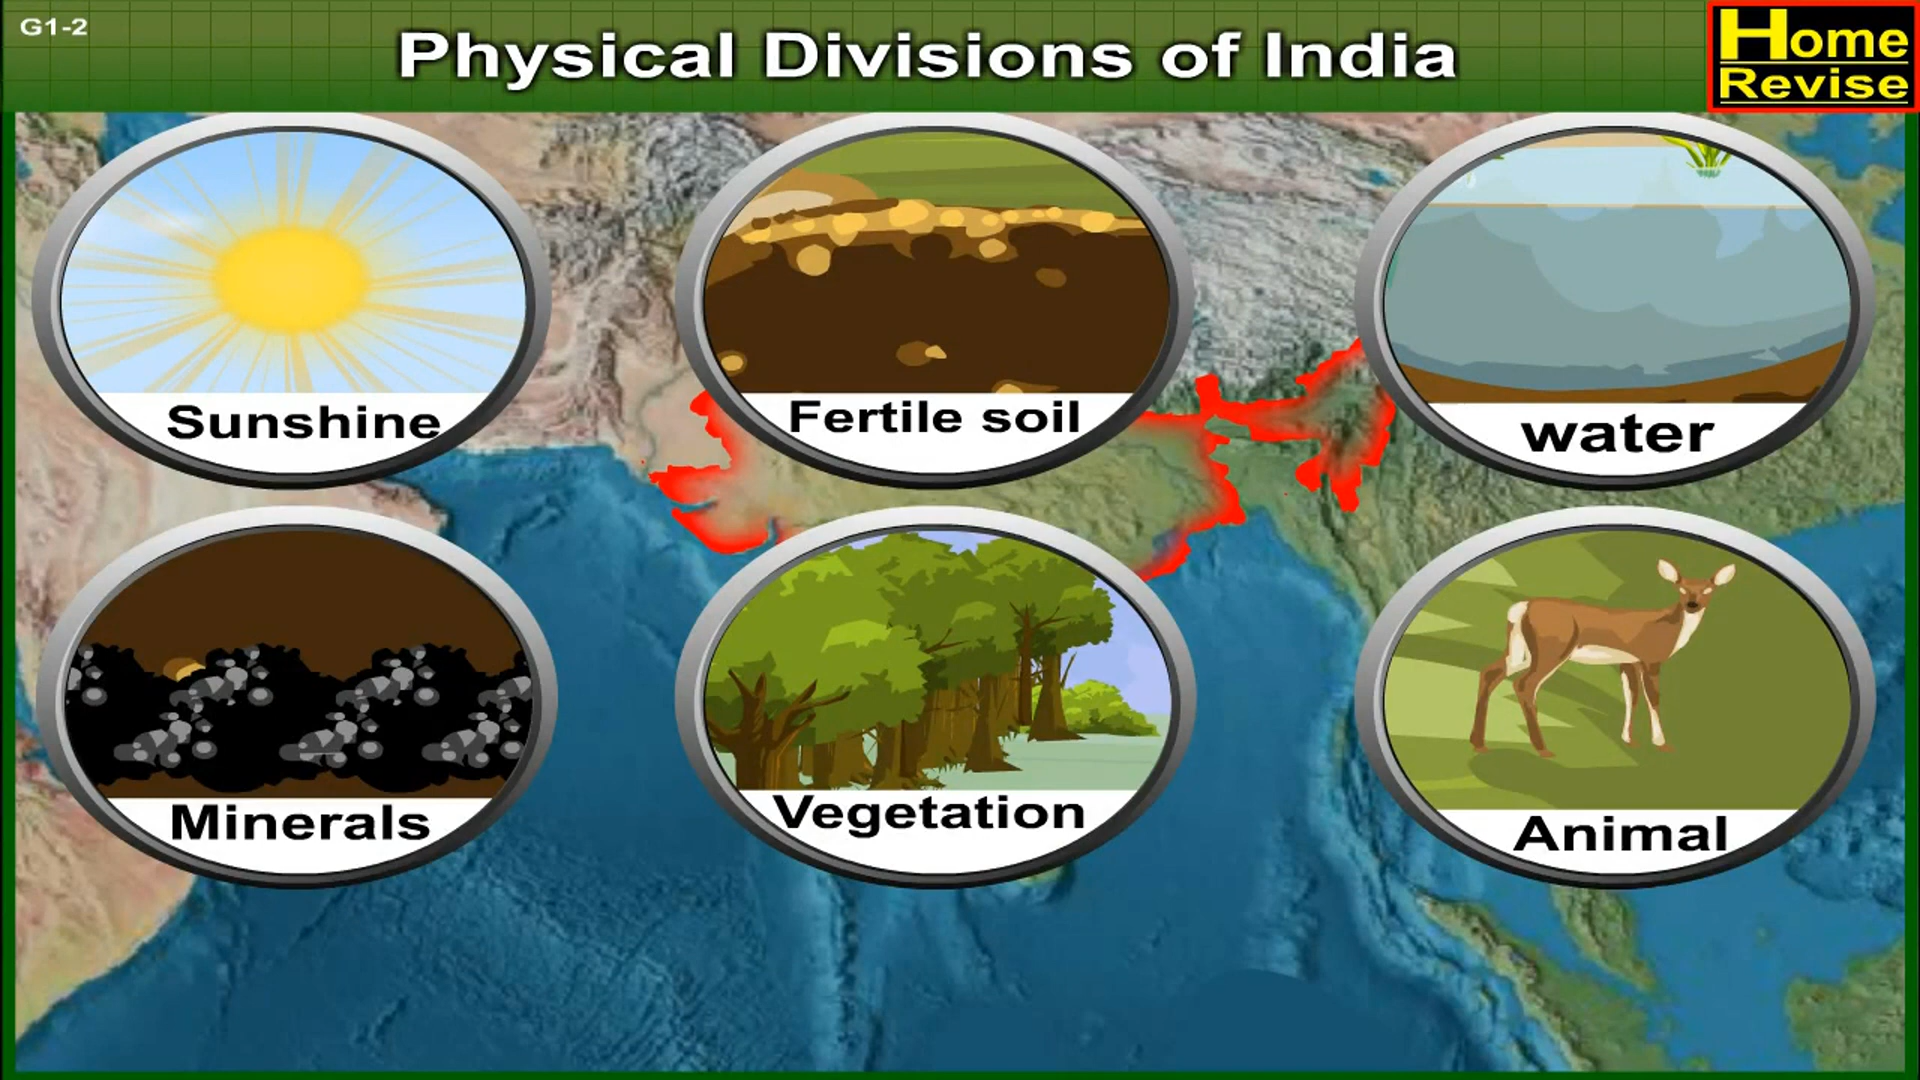 G1-2
Physical Divisions of India
Home
Revise
Sunshine
Fertile soil
water
Minerals
Vegetation
Animal